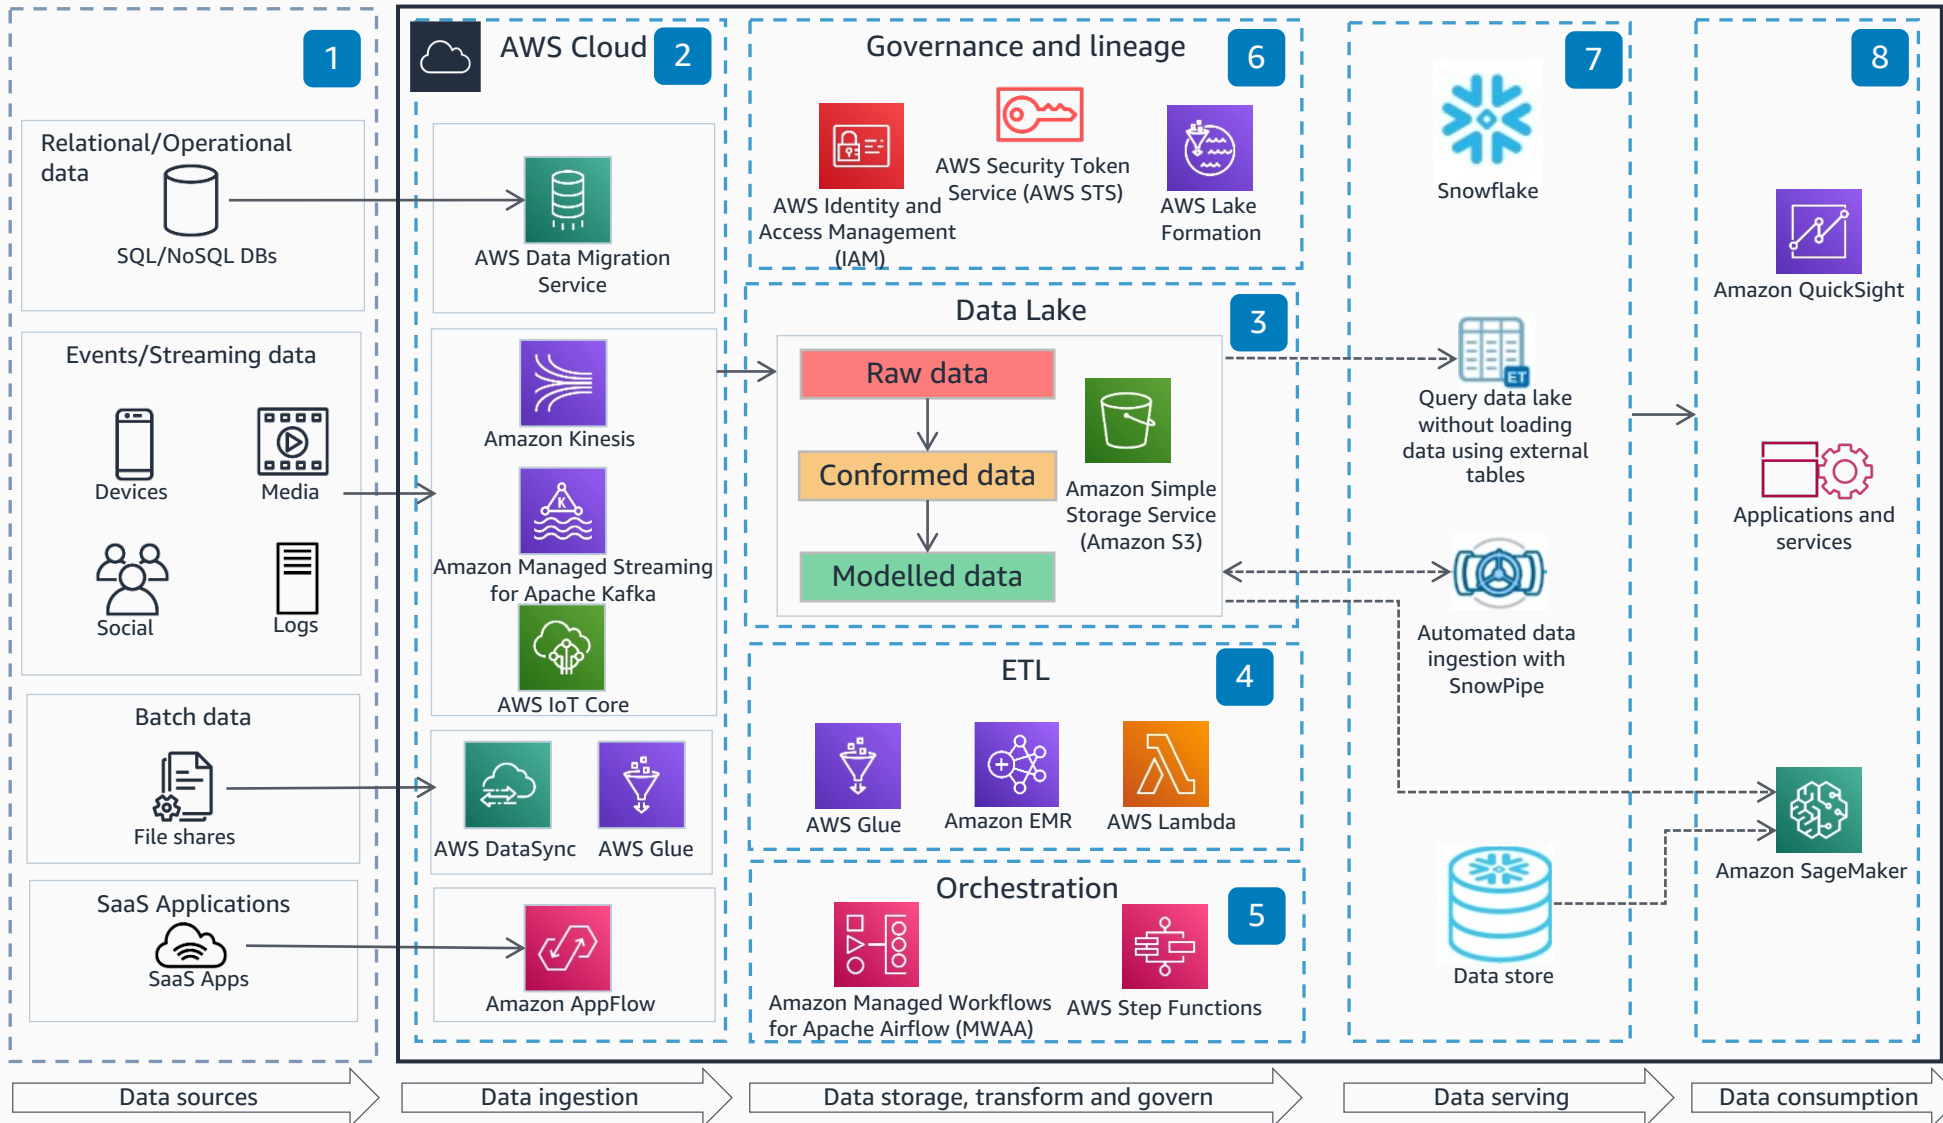 1
Relational/Operational
data
SQL/NoSQL DBs
Events/Streaming data
Devices
Media
Social
Logs
Batch data
File shares
SaaS Applications
SaaS Apps
AWS Cloud
2
AWS Data Migration
Service
Amazon Kinesis
K
Amazon Managed Streaming
for Apache Kafka
AWS IoT Core
AWS DataSync
AWS Glue
Amazon AppFlow
Governance and lineage
6
AWS Identity and
Access Management
(IAM)
AWS Security Token
Service (AWS STS)
AWS Lake
Formation
Data Lake
3
Raw data
Conformed data
Modelled data
Amazon Simple
Storage Service
(Amazon S3)
ETL
4
AWS Glue
Amazon EMR
AWS Lambda
Orchestration
5
Amazon Managed Workflows
for Apache Airflow (MWAA)
AWS Step Functions
7
Snowflake
ET
Query data lake
without loading
data using external
tables
Automated data
ingestion with
SnowPipe
Data store
8
Amazon QuickSight
Applications and
services
Amazon SageMaker
Data sources
Data ingestion
Data storage, transform and govern
Data serving
Data consumption